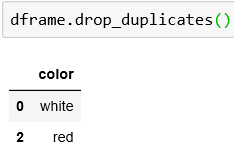 dframe.drop_duplicates()
color
0 white
2 red